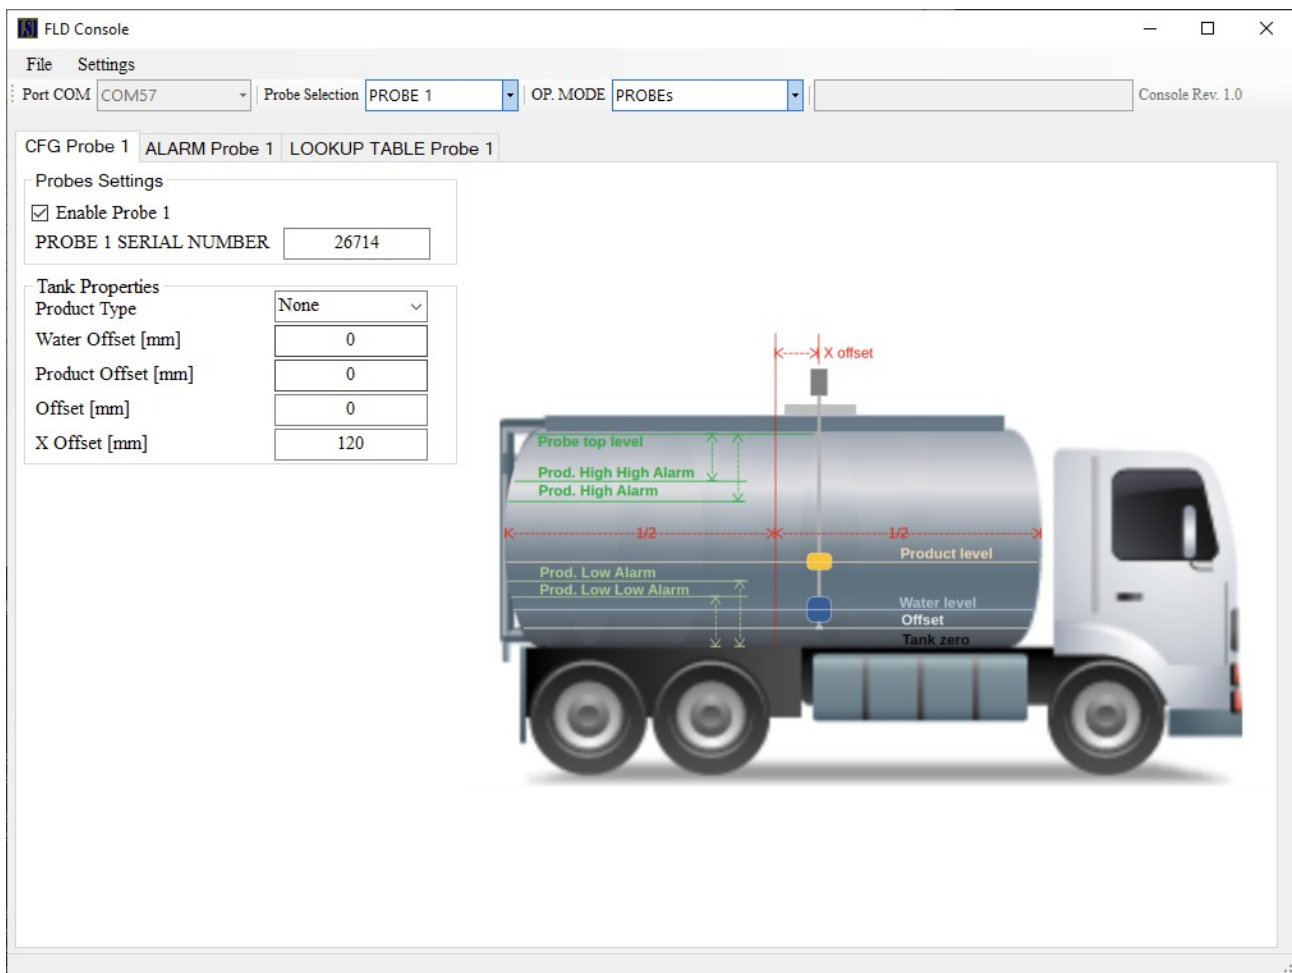 FLD Console
File Settings
Port COM COM57 Probe Selection PROBE 1 OP. MODE PROBEs Console Rev. 1.0
CFG Probe 1 ALARM Probe 1 LOOKUP TABLE Probe 1
Probes Settings
Enable Probe 1
PROBE 1 SERIAL NUMBER 26714
Tank Properties
Product Type None
Water Offset [mm] 0
Product Offset [mm] 0
Offset [mm] 0
X Offset [mm] 120
X offset
Probe top level
Prod. High High Alarm
Prod. High Alarm
1/2 1/2
Product level
Prod. Low Alarm
Prod. Low Low Alarm
Water level
Offset
Tank zero